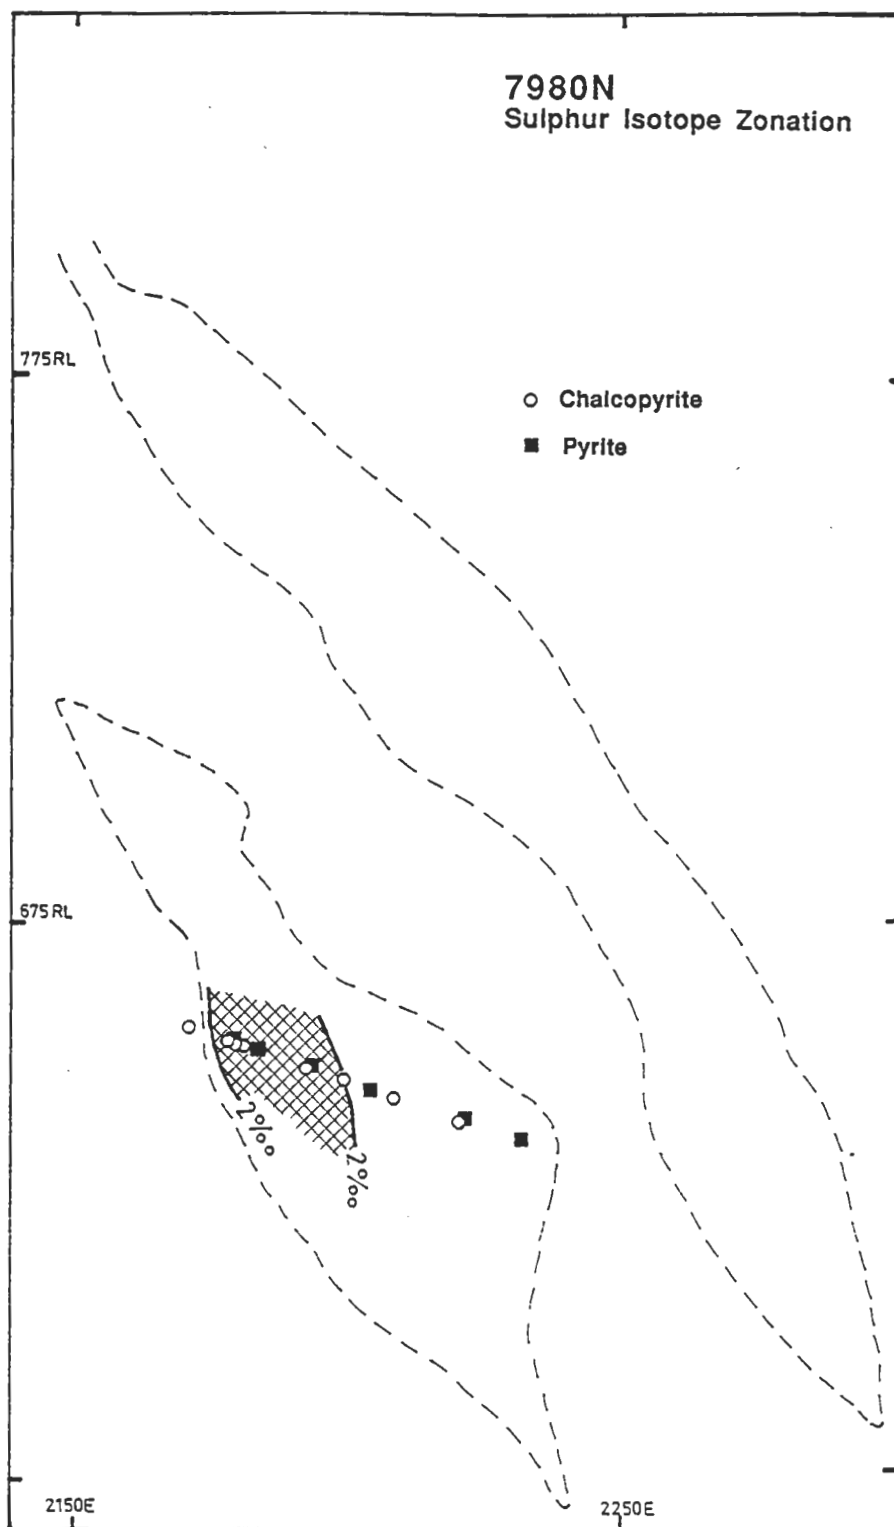 7980N
Sulphur Isotope Zonation
775RL
Chalcopyrite
Pyrite
675RL
2‰
2‰
2150E
2250E